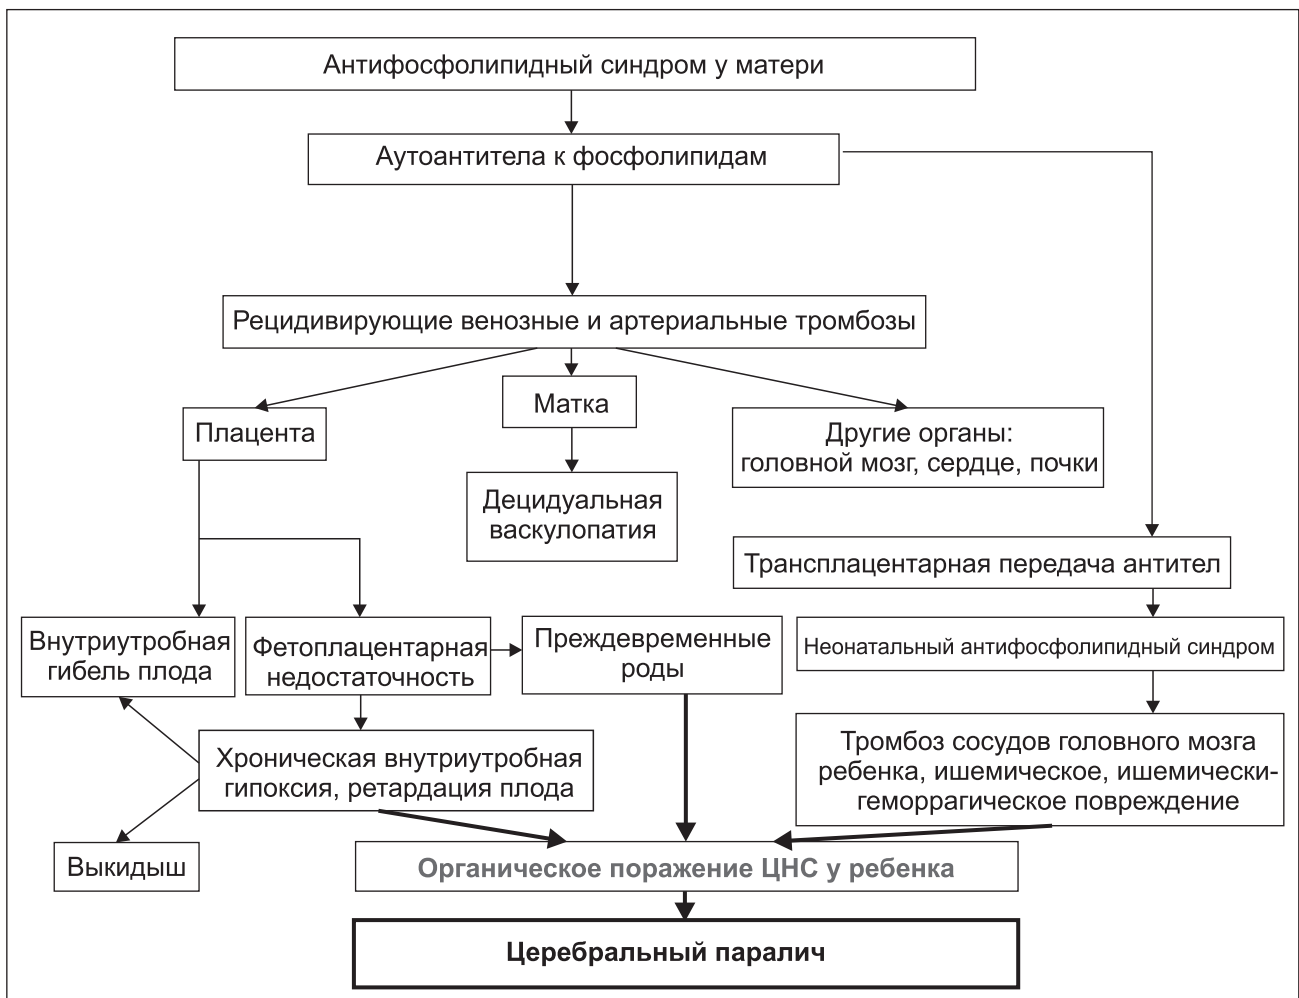 Антифосфолипидный синдром у матери
Аутоантитела к фосфолипидам
Рецидивирующие венозные и артериальные тромбозы
Плацента
Матка
Другие органы:
головной мозг, сердце, почки
Децидуальная
васкулопатия
Трансплацентарная передача антител
Внутриутробная
гибель плода
Фетоплацентарная
недостаточность
Преждевременные
роды
Неонатальный антифосфолипидный синдром
Хроническая внутриутробная
гипоксия, ретардация плода
Тромбоз сосудов головного мозга
ребенка, ишемическое, ишемически-
геморрагическое повреждение
Выкидыш
Органическое поражение ЦНС у ребенка
Церебральный паралич